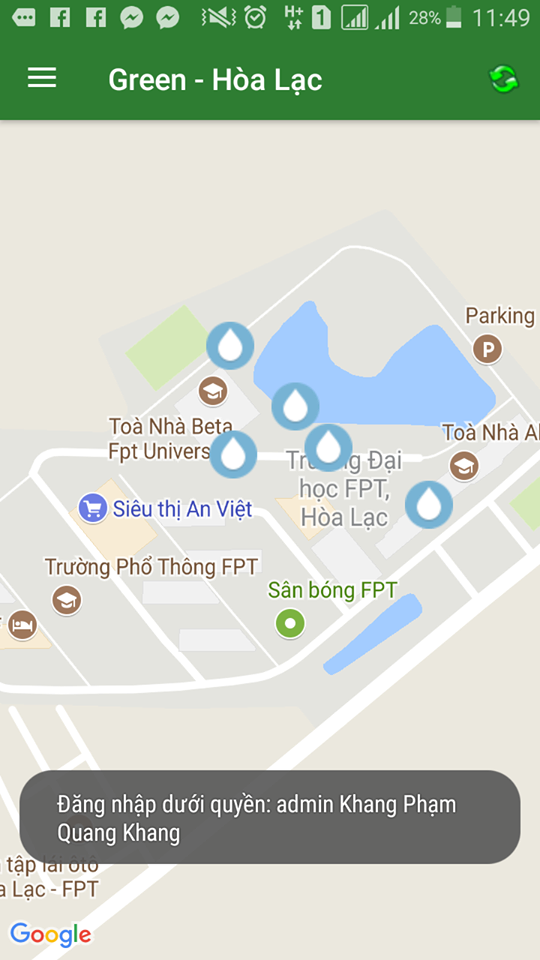 28% 11:49
Green - Hòa Lạc
Parking
P
Toà Nhà Beta
Fpt Univers
Toà Nhà Al
Đại
học FPT,
Hòa Lạc
Siêu thị An Việt
Trường Phổ Thông FPT
Sân bóng FPT
Đăng nhập dưới quyền: admin Khang Phạm
Quang Khang
tập lái ôtô
a Lạc - FPT
Google